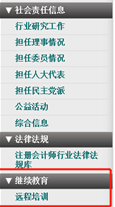 ▼社会责任信息
行业研究工作
担任理事情况
担任委员情况
担任人大代表
担任民主党派
公益活动
综合信息
▼法律法规
注册会计师行业法律法
规库
▼继续教育
远程培训